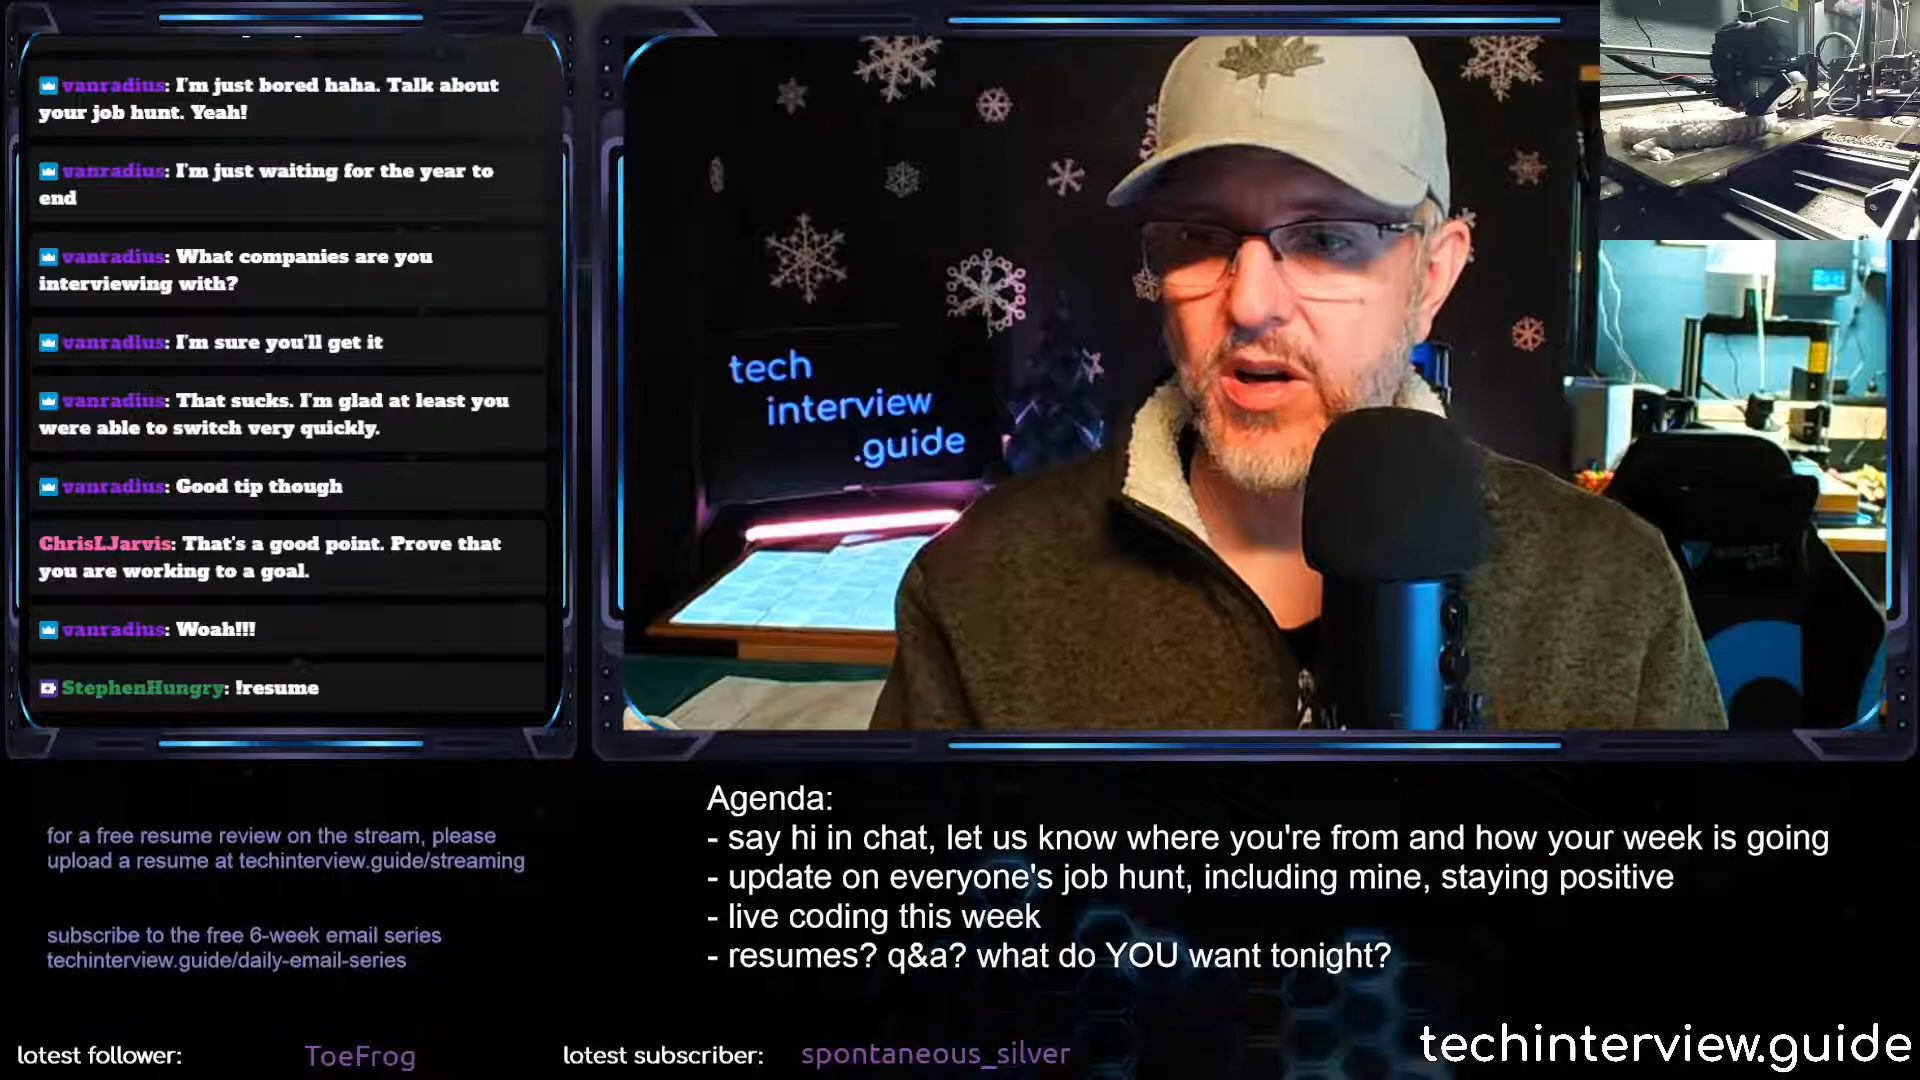 vanradius: I'm just bored haha. Talk about
your job hunt. Yeah!
vanradius: I'm just waiting for the year to
end
vanradius: What companies are you
interviewing with?
vanradius: I'm sure you'll get it
vanradius: That sucks. I'm glad at least you
were able to switch very quickly.
vanradius: Good tip though
ChrisLJarvis: That's a good point. Prove that
you are working to a goal.
vanradius: Woah!!!
StephenHungry: !resume
tech
interview
.guide
for a free resume review on the stream, please
upload a resume at techinterview.guide/streaming
subscribe to the free 6-week email series
techinterview.guide/daily-email-series
Agenda:
- say hi in chat, let us know where you're from and how your week is going
- update on everyone's job hunt, including mine, staying positive
- live coding this week
- resumes? q&a? what do YOU want tonight?
latest follower: ToeFrog
latest subscriber: spontaneous_silver
techinterview.guide